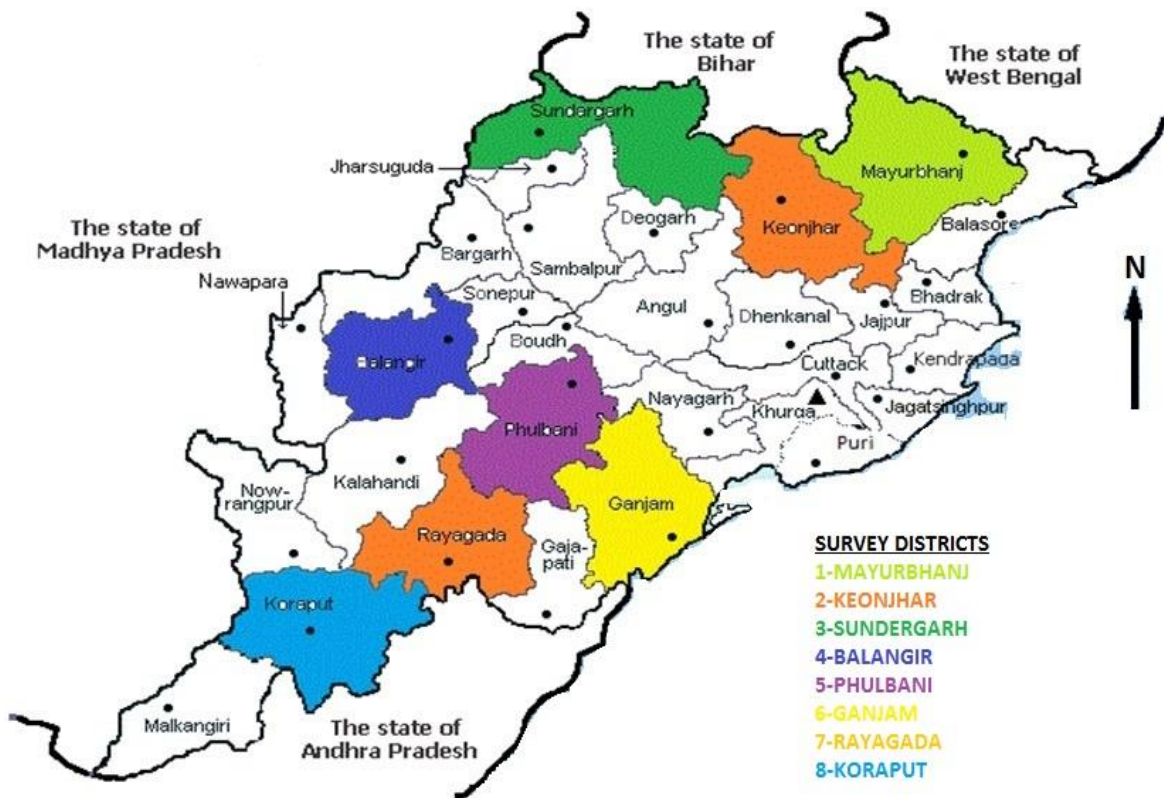 The state of
Bihar
The state of
West Bengal
Sundergarh
Jharsuguda
Mayurbhanj
Deogarh
Keonjhar
Balasore
The state of
Madhya Pradesh
Bargarh
Sambalpur
Nawapara
Sonepur
Angul
Dhenkanal
Bhadrak
Jajpur
N
Boudh
Balangir
Cuttack
Kendrapaga
Nayagarh
Khurga
Jagatsinghpur
Phulbani
Puri
Kalahandi
Now-
rangpur
Ganjam
Rayagada
Gaja-
pati
Koraput
Malkangiri
The state of
Andhra Pradesh
SURVEY DISTRICTS
1-MAYURBHANJ
2-KEONJHAR
3-SUNDERGARH
4-BALANGIR
5-PHULBANI
6-GANJAM
7-RAYAGADA
8-KORAPUT